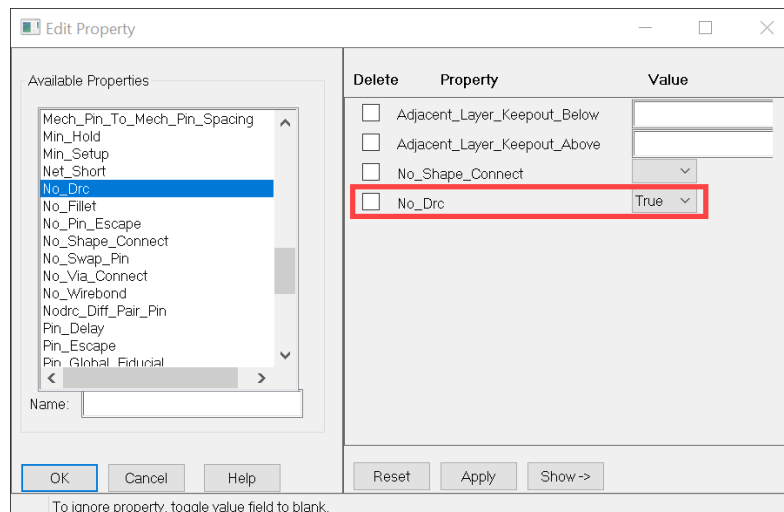 Edit Property
Available Properties
Mech_Pin_To_Mech_Pin_Spacing
Min_Hold
Min_Setup
Net_Short
No_Drc
No_Fillet
No_Pin_Escape
No_Shape_Connect
No_Swap_Pin
No_Via_Connect
No_Wirebond
Nodrc_Diff_Pair_Pin
Pin_Delay
Pin_Escape
Pin_Global_Fiducial
Name:
OK Cancel Help
Delete Property Value
Adjacent_Layer_Keepout_Below
Adjacent_Layer_Keepout_Above
No_Shape_Connect
No_Drc True
Reset Apply Show ->
To ignore property, toggle value field to blank.